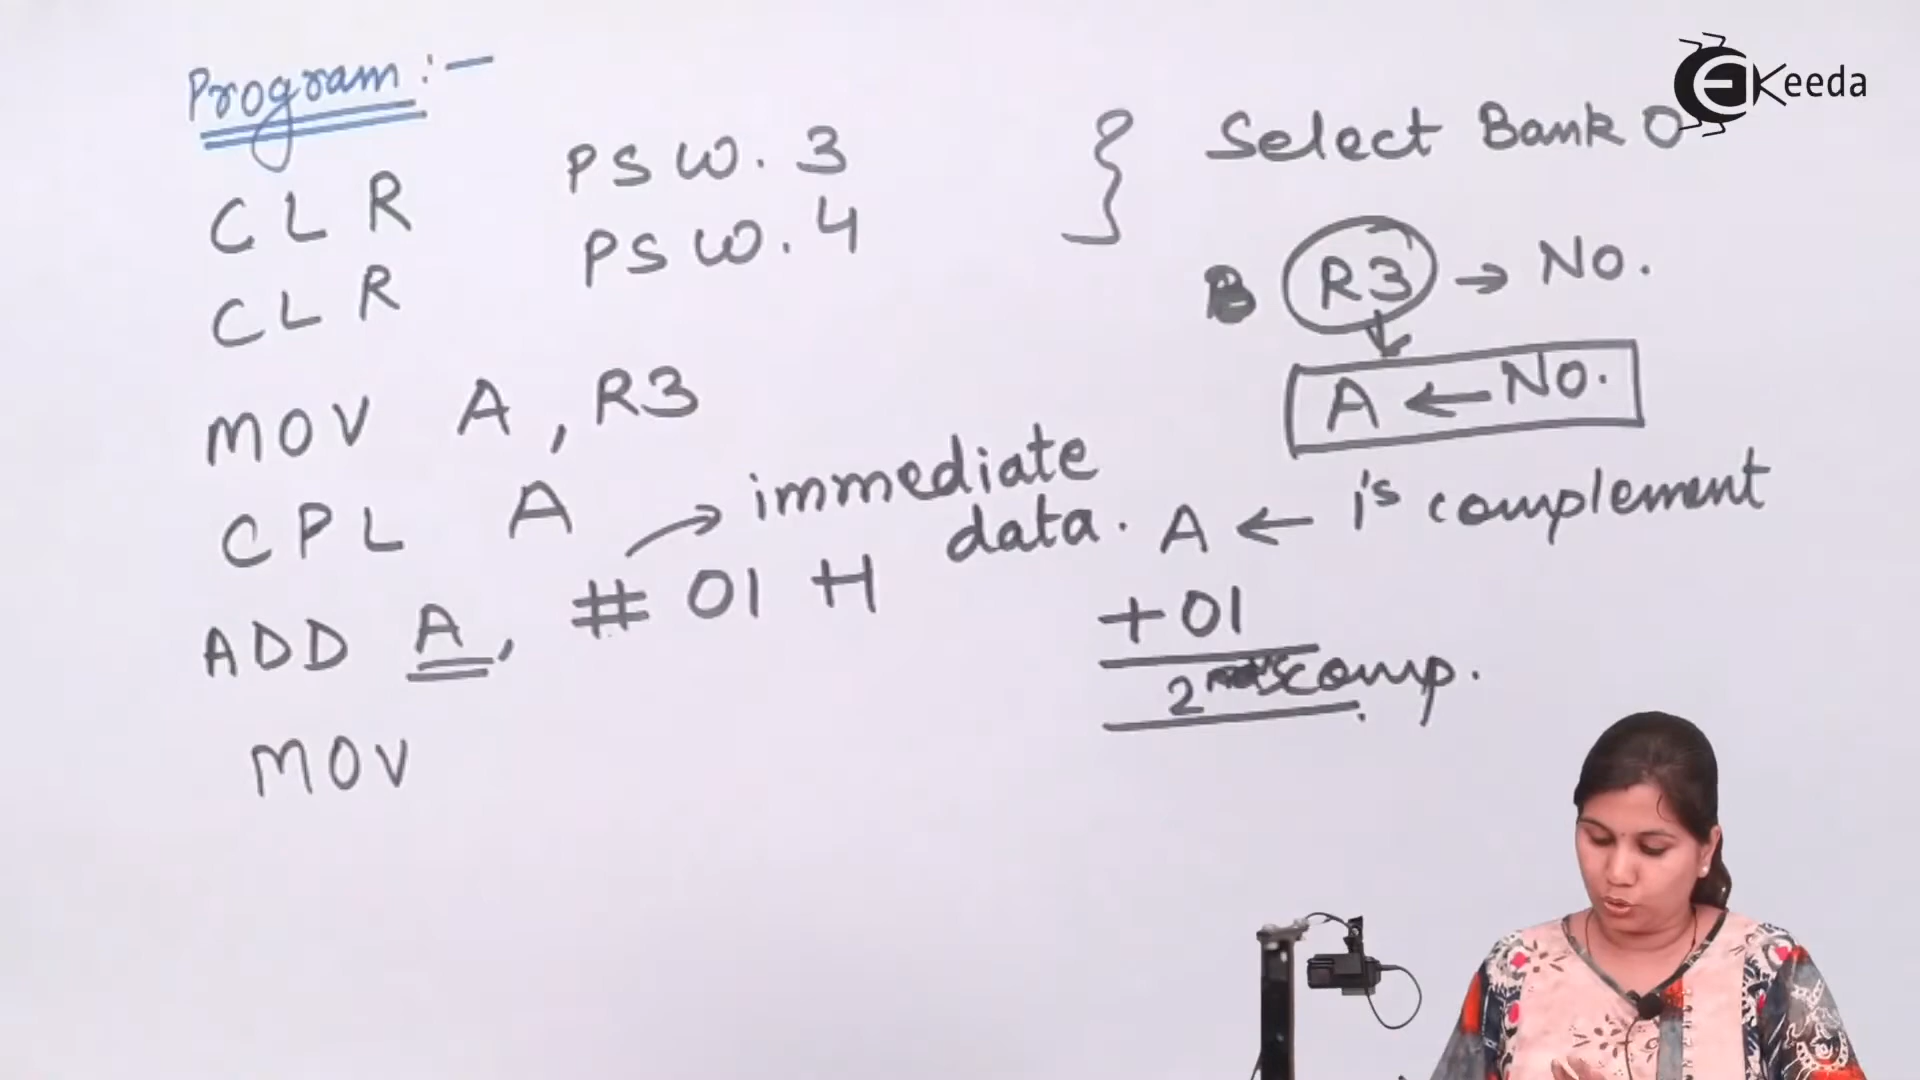 Program:-
CLR PSW.3
CLR PSW.4
MOV A, R3
CPL A
ADD A, # 01 H
MOV
→ immediate data.
} Select Bank 0
B R3 → No.
A ← No.
A ← 1's complement
+ 01
2 comp.
EKeeda